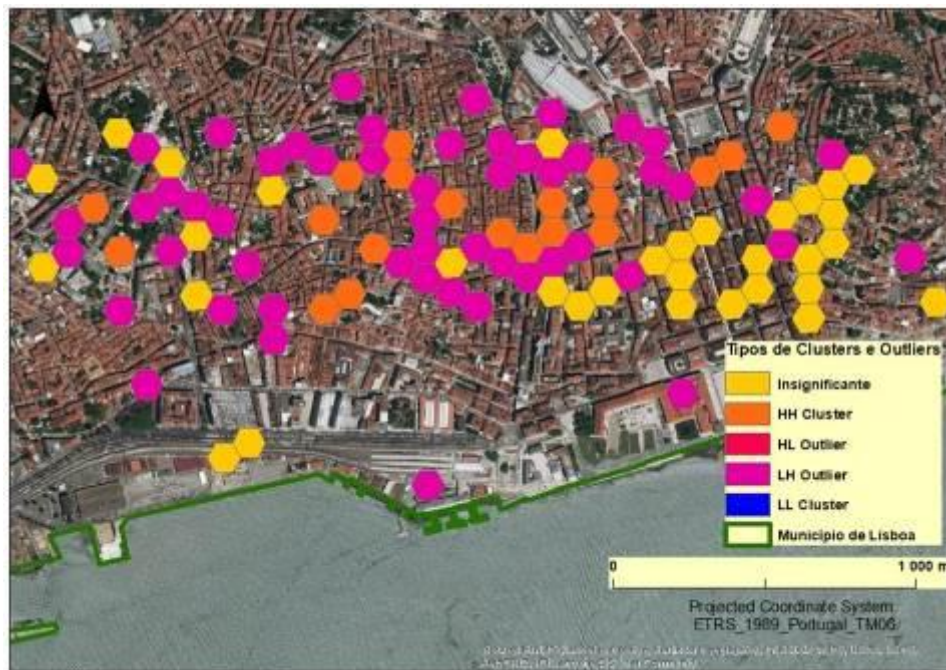 Tipos de Clusters e Outliers
Insignificante
HH Cluster
HL Outlier
LH Outlier
LL Cluster
Município de Lisboa
0 1 000 m
Projected Coordinate System:
ETRS_1989_Portugal_TM06